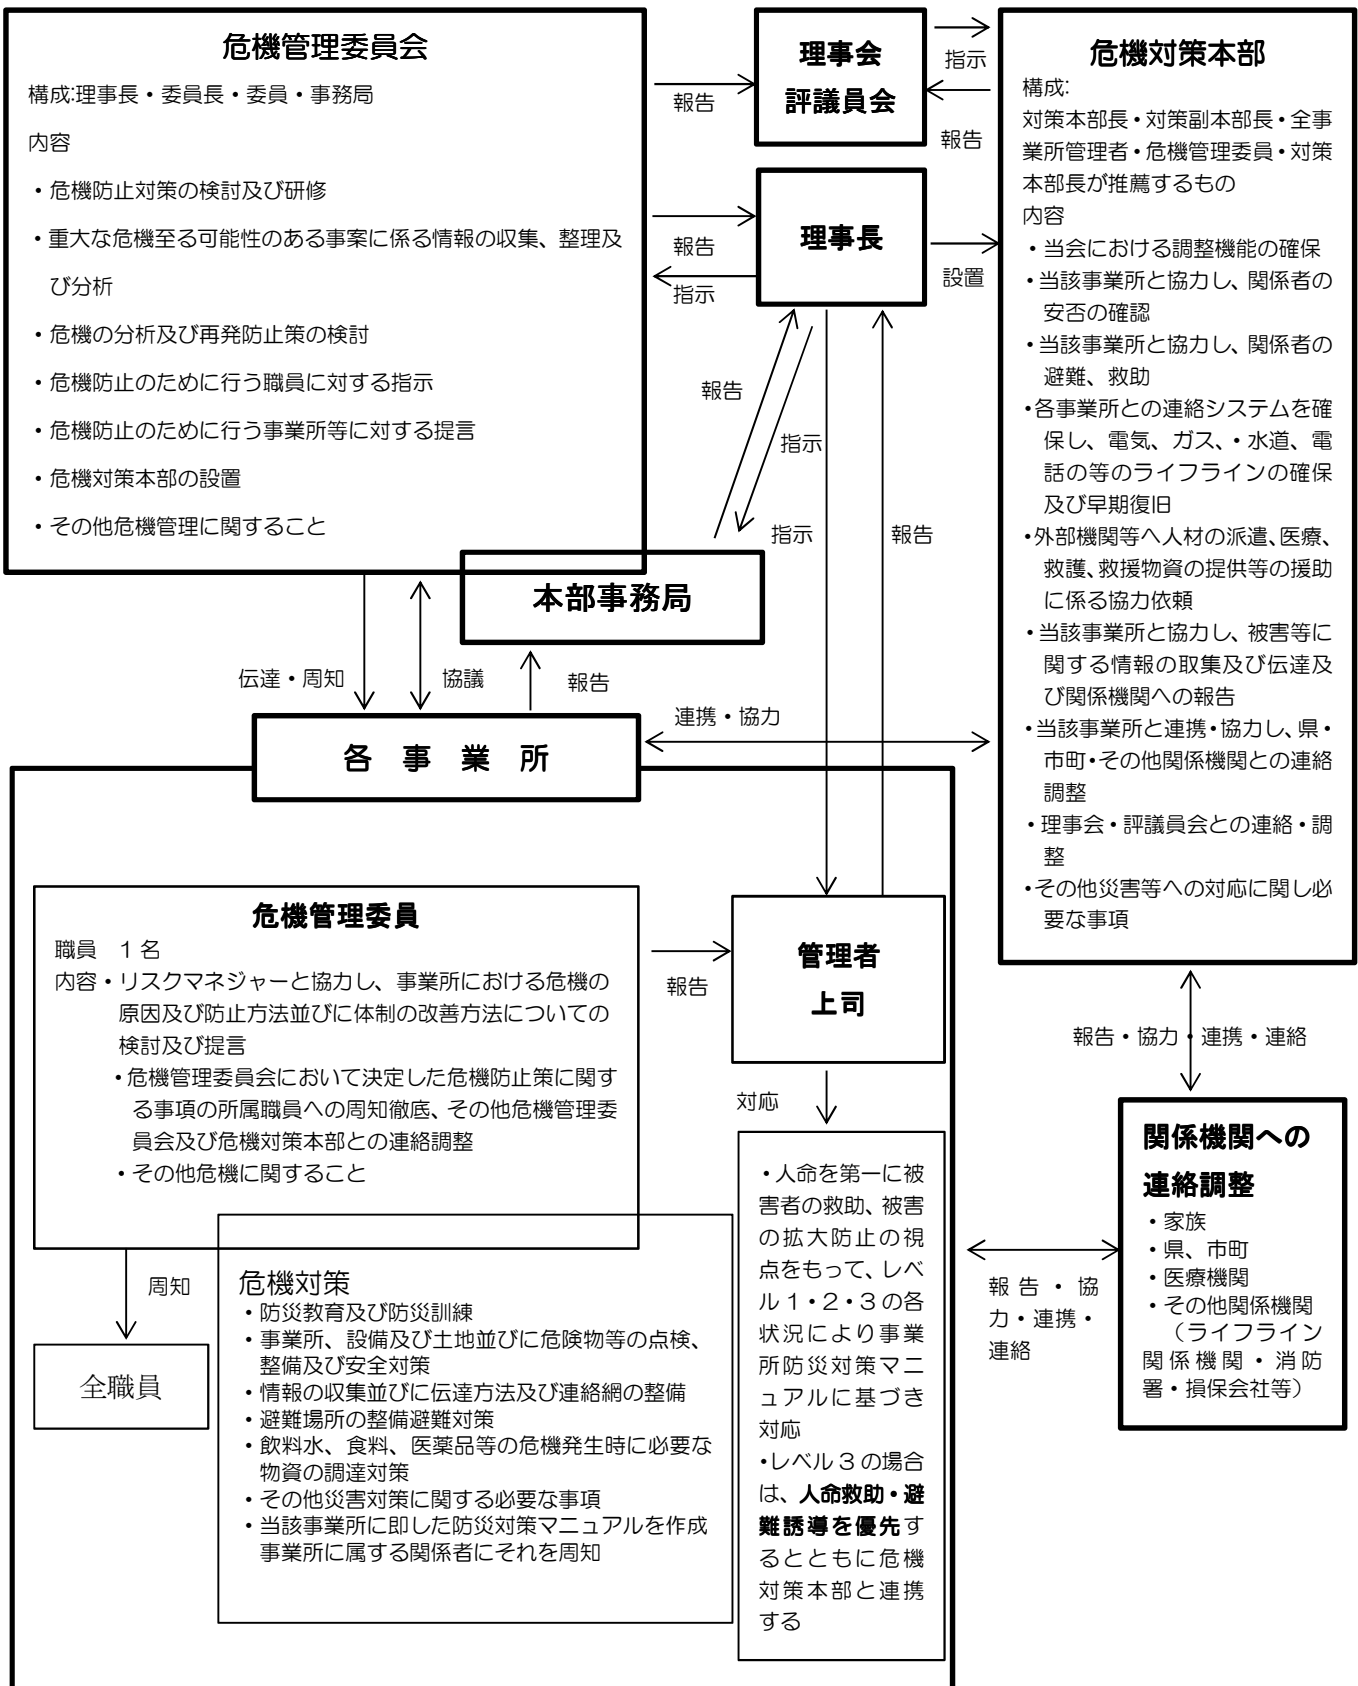 危機管理委員会
構成:理事長・委員長・委員・事務局
内容
・危機防止対策の検討及び研修
・重大な危機至る可能性のある事案に係る情報の収集、整理及
び分析
・危機の分析及び再発防止策の検討
・危機防止のために行う職員に対する指示
・危機防止のために行う事業所等に対する提言
・危機対策本部の設置
・その他危機管理に関すること
報告
理事会
評議員会
指示
報告
報告
指示
理事長
設置
報告
指示
指示
報告
危機対策本部
構成:
対策本部長・対策副本部長・全事
業所管理者・危機管理委員・対策
本部長が推薦するもの
内容
・当会における調整機能の確保
・当該事業所と協力し、関係者の
安否の確認
・当該事業所と協力し、関係者の
避難、救助
・各事業所との連絡システムを確
保し、電気、ガス、・水道、電
話の等のライフラインの確保
及び早期復旧
・外部機関等へ人材の派遣、医療、
救護、救援物資の提供等の援助
に係る協力依頼
・当該事業所と協力し、被害等に
関する情報の取集及び伝達及
び関係機関への報告
・当該事業所と連携・協力し、県・
市町・その他関係機関との連絡
調整
・理事会・評議員会との連絡・調
整
・その他災害等への対応に関し必
要な事項
本部事務局
伝達・周知
協議
報告
連携・協力
各 事 業 所
危機管理委員
職員 1名
内容・リスクマネジャーと協力し、事業所における危機の
原因及び防止方法並びに体制の改善方法についての
検討及び提言
・危機管理委員会において決定した危機防止策に関す
る事項の所属職員への周知徹底、その他危機管理委
員会及び危機対策本部との連絡調整
・その他危機に関すること
報告
管理者
上司
対応
報告・協力・連携・連絡
関係機関への
連絡調整
・家族
・県、市町
・医療機関
・その他関係機関
（ライフライン
関係機関・消防
署・損保会社等）
報告・協
力・連携・
連絡
・人命を第一に被
害者の救助、被害
の拡大防止の視
点をもって、レベ
ル1・2・3の各
状況により事業
所防災対策マニ
ュアルに基づき
対応
・レベル3の場合
は、人命救助・避
難誘導を優先す
るとともに危機
対策本部と連携
する
周知
全職員
危機対策
・防災教育及び防災訓練
・事業所、設備及び土地並びに危険物等の点検、
整備及び安全対策
・情報の収集並びに伝達方法及び連絡網の整備
・避難場所の整備避難対策
・飲料水、食料、医薬品等の危機発生時に必要な
物資の調達対策
・その他災害対策に関する必要な事項
・当該事業所に即した防災対策マニュアルを作成
事業所に属する関係者にそれを周知